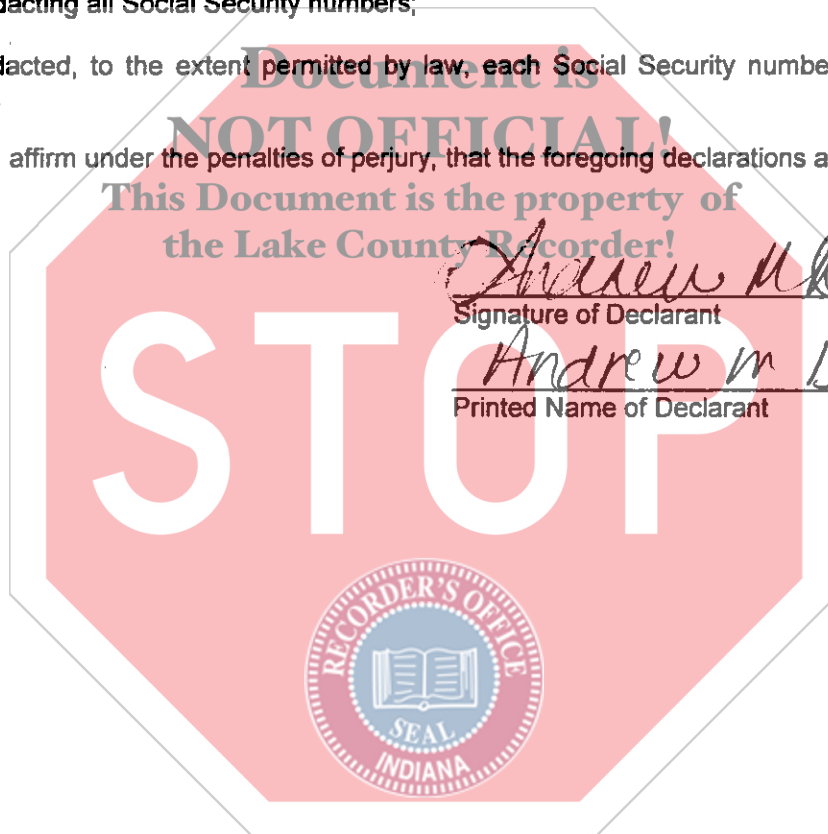 dacting all Social Security numbers;
dacted, to the extent permitted by law, each Social Security numbe
Document is
NOT OFFICIAL!
affirm under the penalties of perjury, that the foregoing declarations a
This Document is the property of
the Lake County Recorder!
Andrew M
Signature of Declarant
Andrew M
Printed Name of Declarant
STOP
RECORDER'S OFFICE
SEAL
INDIANA